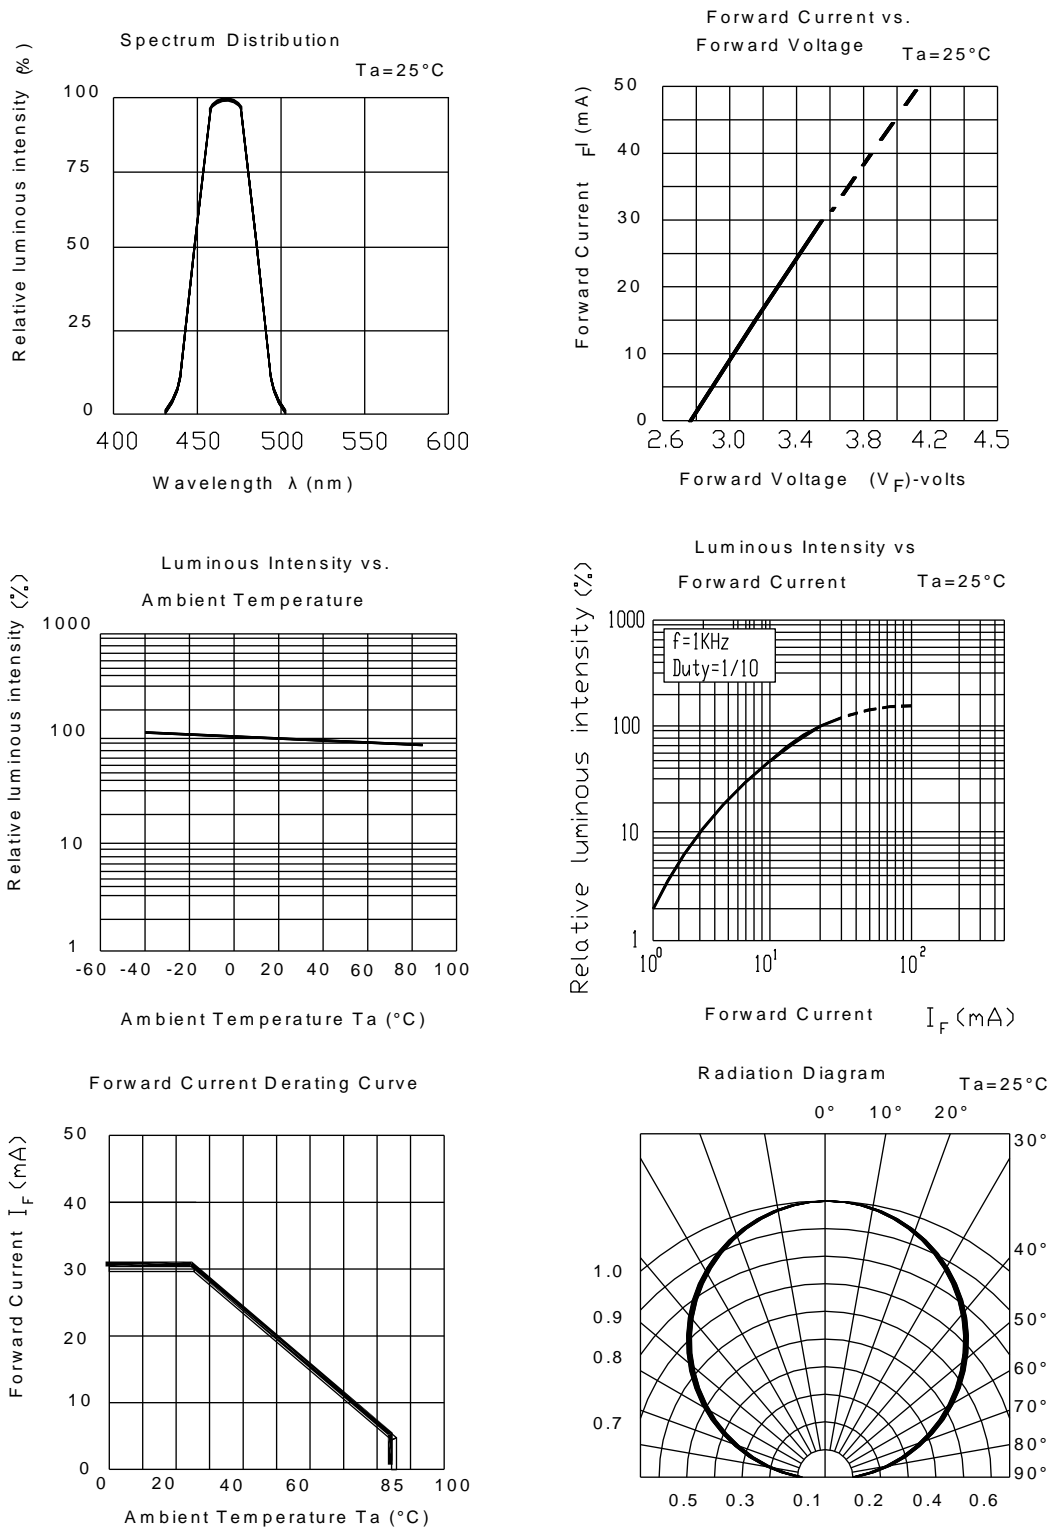 Spectrum Distribution
Ta=25°C
Relative luminous intensity (%)
100
75
50
25
0
400 450 500 550 600
Wavelength λ (nm)
Forward Current vs.
Forward Voltage
Ta=25°C
Forward Current IF (mA)
50
40
30
20
10
0
2.6 3.0 3.4 3.8 4.2 4.5
Forward Voltage (VF)-volts
Luminous Intensity vs.
Ambient Temperature
Relative luminous intensity (%)
1000
100
10
1
-60 -40 -20 0 20 40 60 80 100
Ambient Temperature Ta (°C)
Luminous Intensity vs
Forward Current
Ta=25°C
Relative luminous intensity (%)
1000
f=1KHz
Duty=1/10
100
10
1
10⁰ 10¹ 10²
Forward Current IF (mA)
Forward Current Derating Curve
Forward Current IF (mA)
50
40
30
20
10
0
0 20 40 60 85 100
Ambient Temperature Ta (°C)
Radiation Diagram
Ta=25°C
0° 10° 20°
30°
40°
1.0
0.9
50°
0.8
60°
70°
0.7
80°
90°
0.5 0.3 0.1 0.2 0.4 0.6